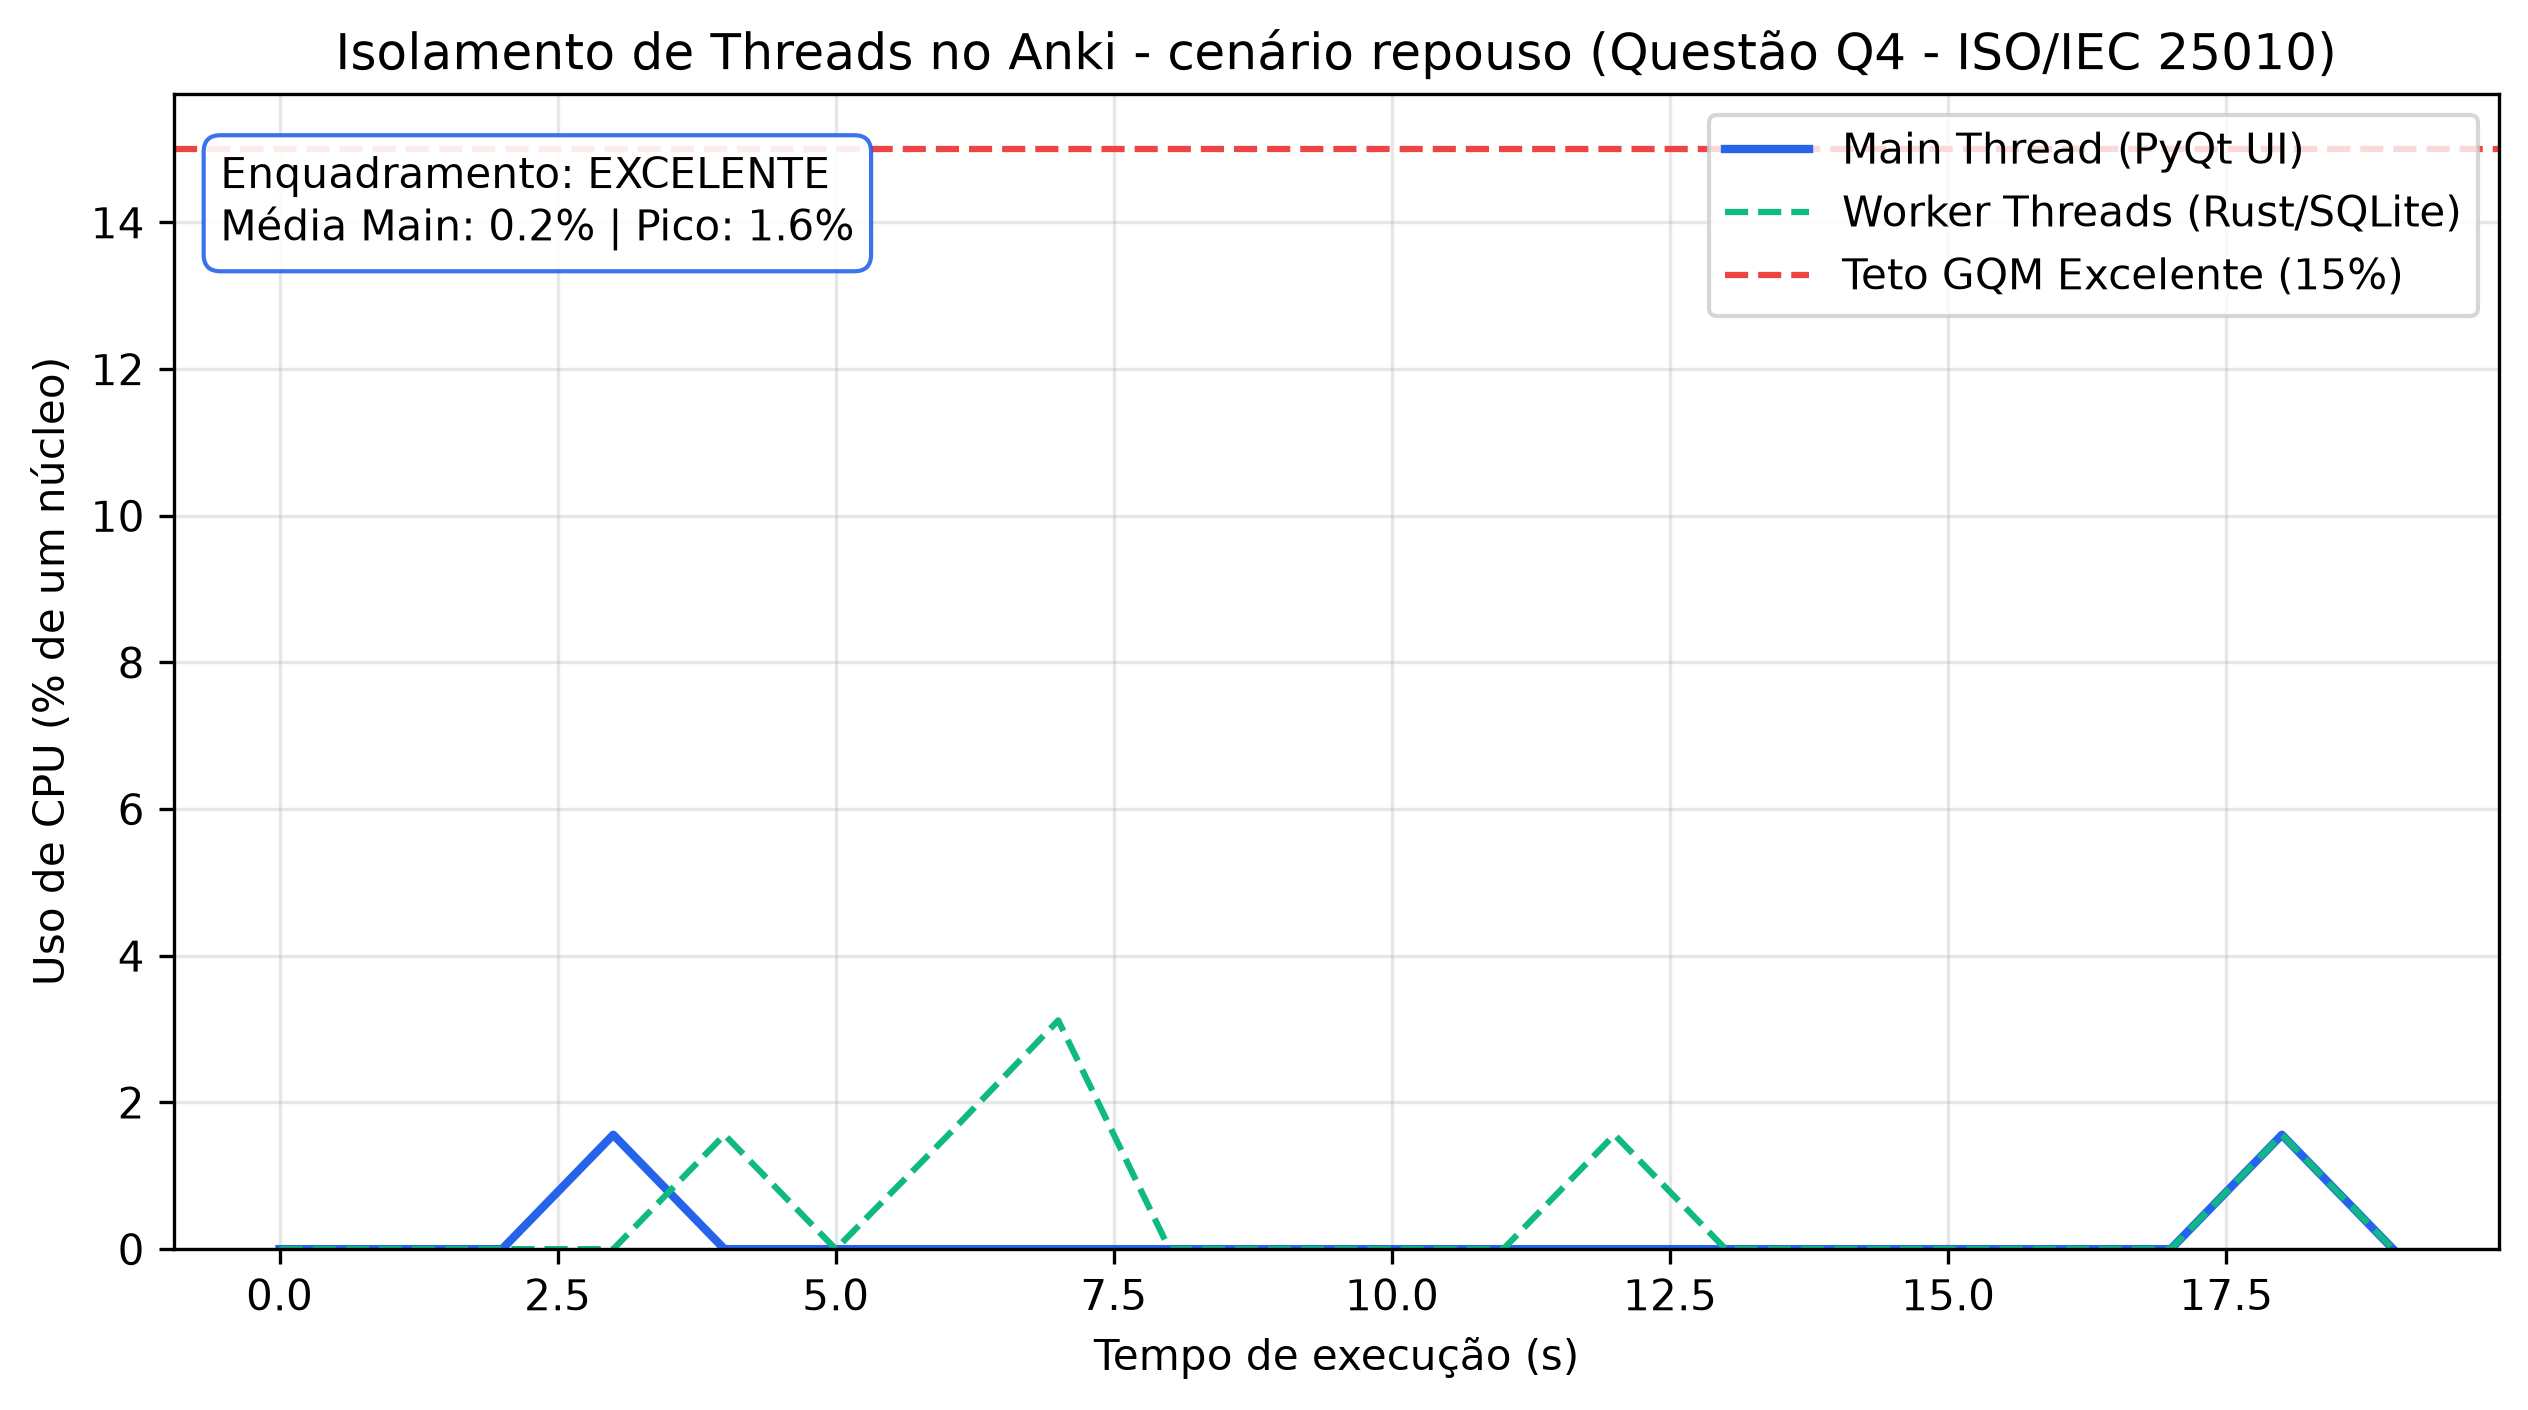 Isolamento de Threads no Anki - cenário repouso (Questão Q4 - ISO/IEC 25010)
Enquadramento: EXCELENTE
Média Main: 0.2% | Pico: 1.6%
Main Thread (PyQt UI)
Worker Threads (Rust/SQLite)
Teto GQM Excelente (15%)
Uso de CPU (% de um núcleo)
14
12
10
8
6
4
2
0
0.0 2.5 5.0 7.5 10.0 12.5 15.0 17.5
Tempo de execução (s)